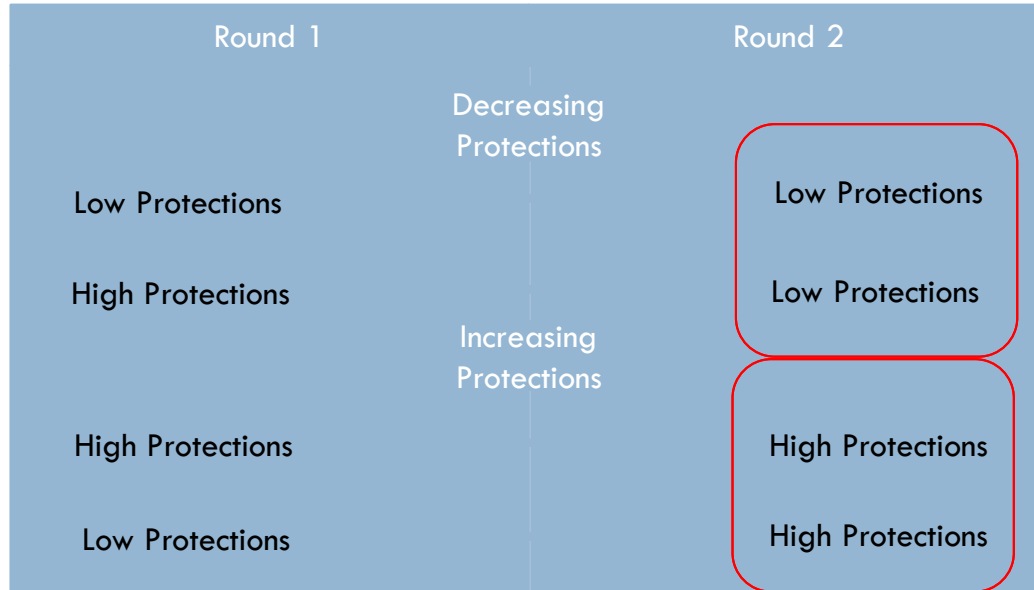 Round 1
Round 2
Decreasing
Protections
Low Protections
Low Protections
High Protections
Low Protections
Increasing
Protections
High Protections
High Protections
Low Protections
High Protections